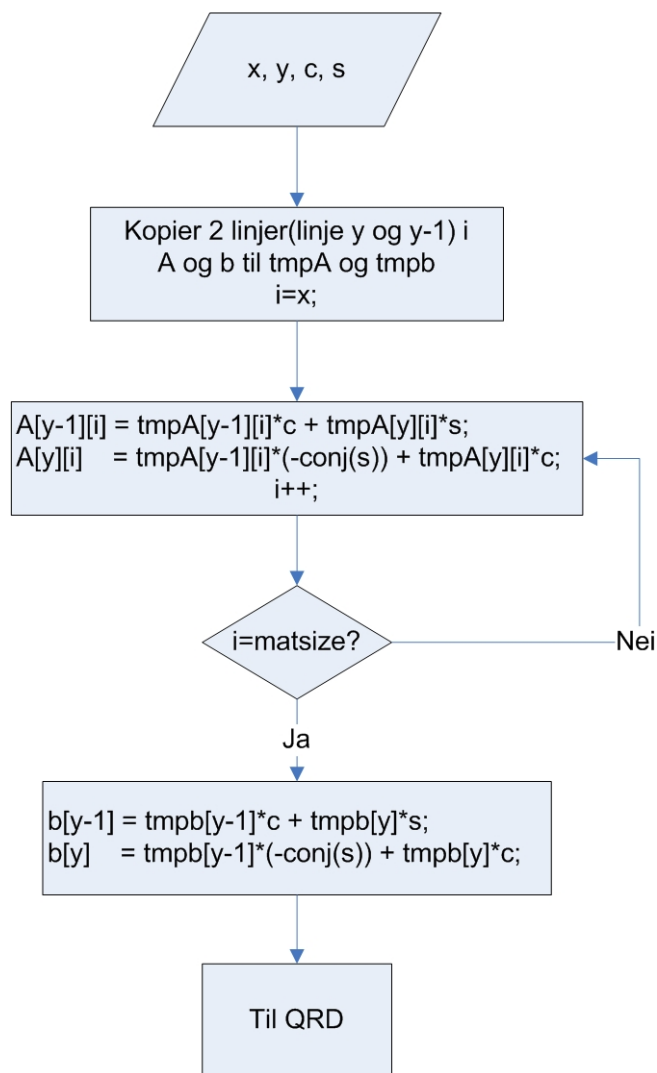 x, y, c, s
Kopier 2 linjer(linje y og y-1) i
A og b til tmpA og tmpb
i=x;
A[y-1][i] = tmpA[y-1][i]*c + tmpA[y][i]*s;
A[y][i] = tmpA[y-1][i]*(-conj(s)) + tmpA[y][i]*c;
i++;
i=matsize?
Nei
Ja
b[y-1] = tmpb[y-1]*c + tmpb[y]*s;
b[y] = tmpb[y-1]*(-conj(s)) + tmpb[y]*c;
Til QRD